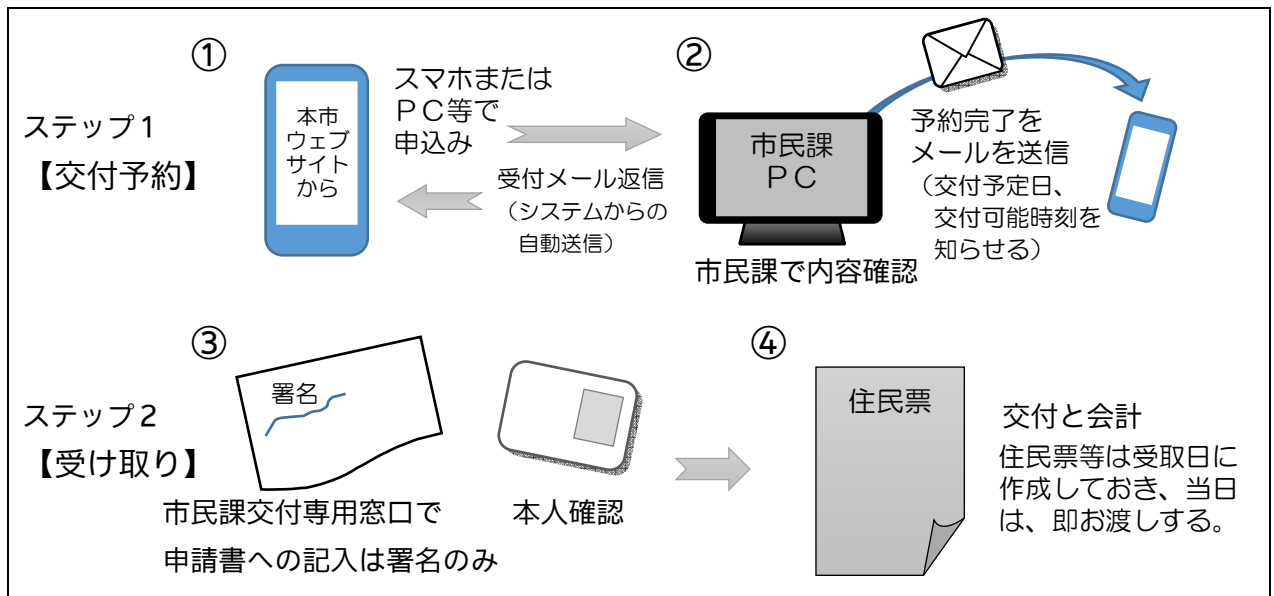 ステップ1
【交付予約】
①
本市
ウェブ
サイト
から
スマホまたは
PC等で
申込み
受付メール返信
（システムからの
自動送信）
②
市民課
PC
市民課で内容確認
予約完了を
メールを送信
（交付予定日、
交付可能時刻を
知らせる）
ステップ2
【受け取り】
③
署名
市民課交付専用窓口で
申請書への記入は署名のみ
本人確認
④
住民票
交付と会計
住民票等は受取日に
作成しておき、当日
は、即お渡しする。